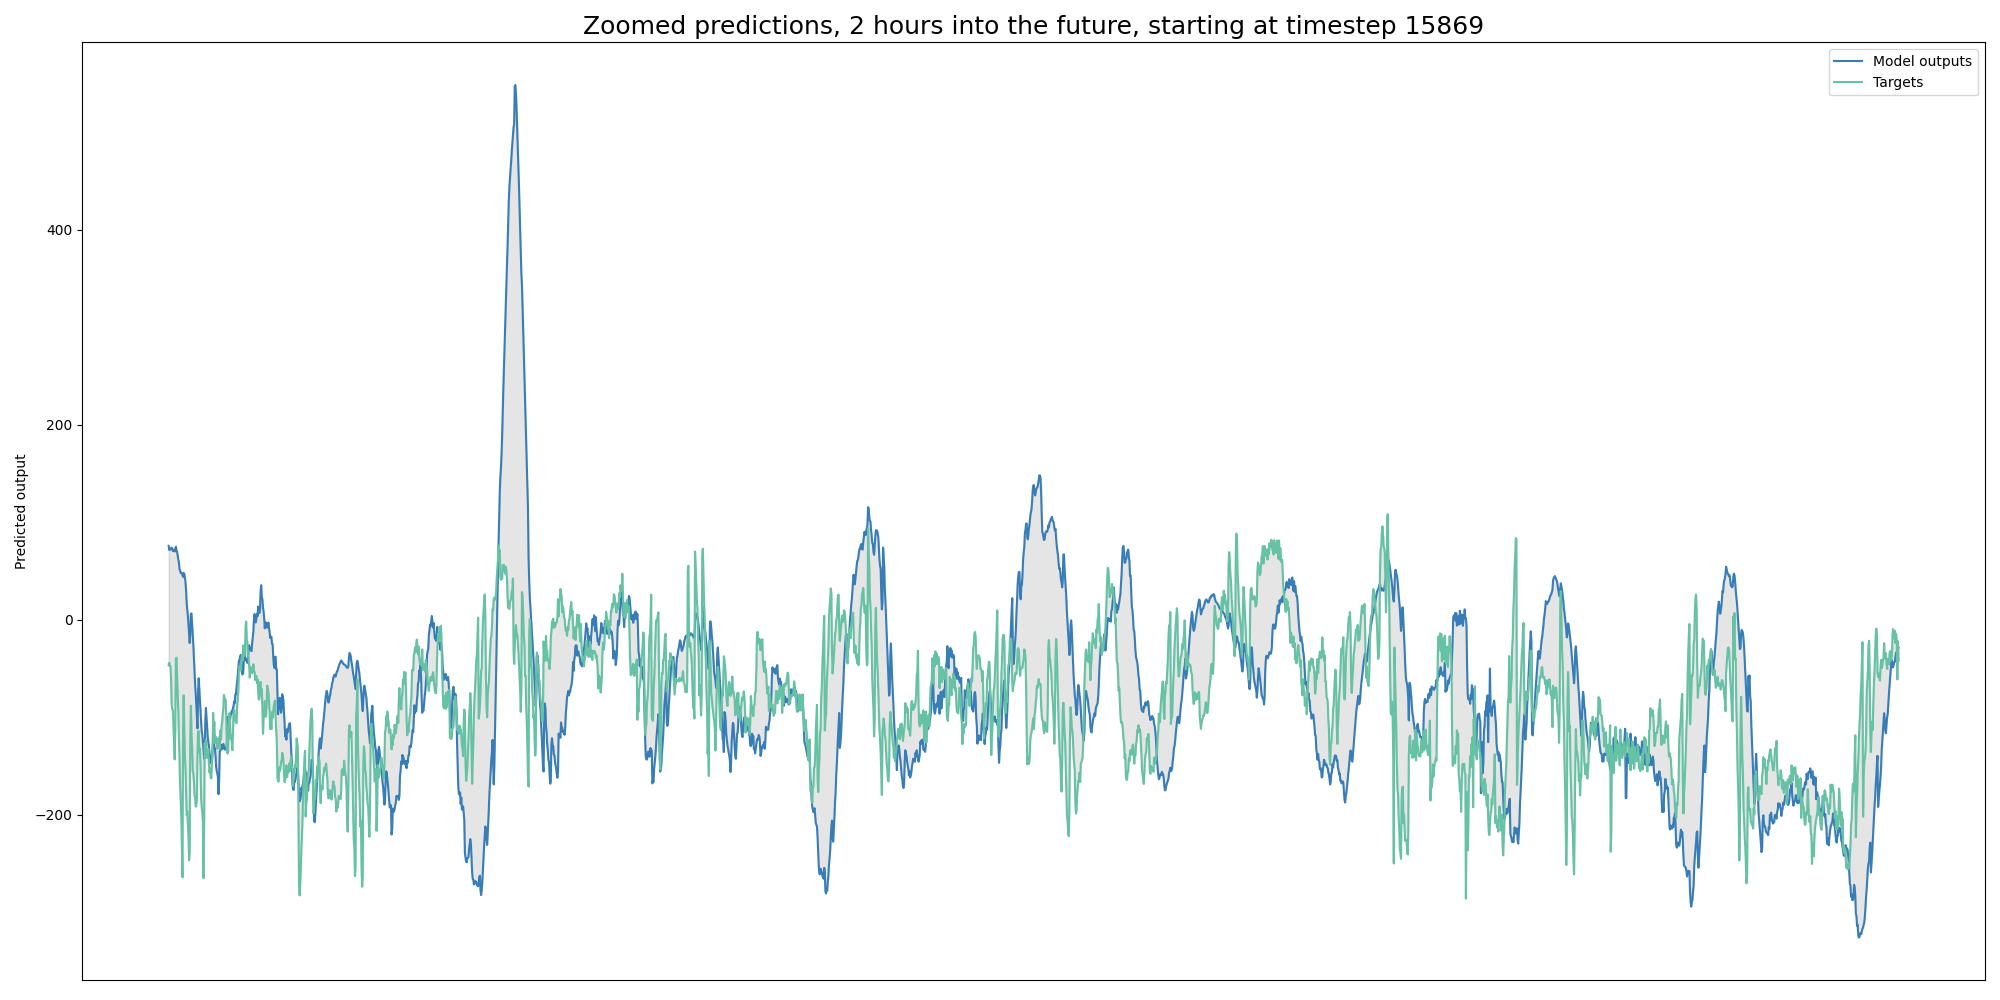 Zoomed predictions, 2 hours into the future, starting at timestep 15869
Model outputs
Targets
Predicted output
400
200
0
−200